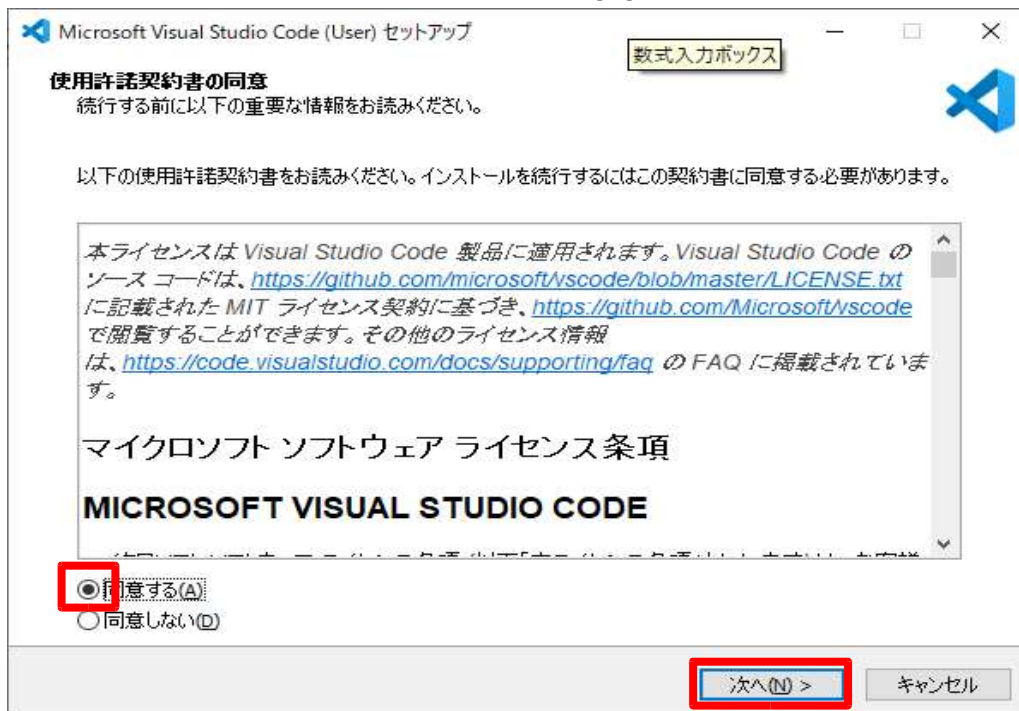 Microsoft Visual Studio Code (User) セットアップ
数式入力ボックス
使用許諾契約書の同意
続行する前に以下の重要な情報をお読みください。
以下の使用許諾契約書をお読みください。インストールを続行するにはこの契約書に同意する必要があります。
本ライセンスは Visual Studio Code 製品に適用されます。Visual Studio Code の
ソース コードは、https://github.com/microsoft/vscode/blob/master/LICENSE.txt
に記載された MIT ライセンス契約に基づき、https://github.com/Microsoft/vscode
で閲覧することができます。その他のライセンス情報
は、https://code.visualstudio.com/docs/supporting/faq の FAQ に掲載されていま
す。
マイクロソフト ソフトウェア ライセンス条項
MICROSOFT VISUAL STUDIO CODE
同意する(A)
同意しない(D)
次へ(N) >
キャンセル